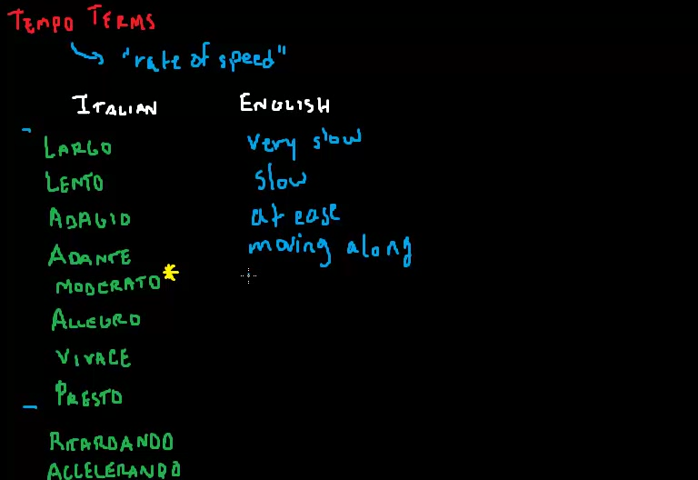 TEMPO TERMS
"rate of speed"
ITALIAN ENGLISH
LARGO very slow
LENTO slow
ADAGIO at ease
ADANTE moving along
MODERATO*
ALLEGRO
VIVACE
PRESTO
RITARDANDO
ACCELERANDO